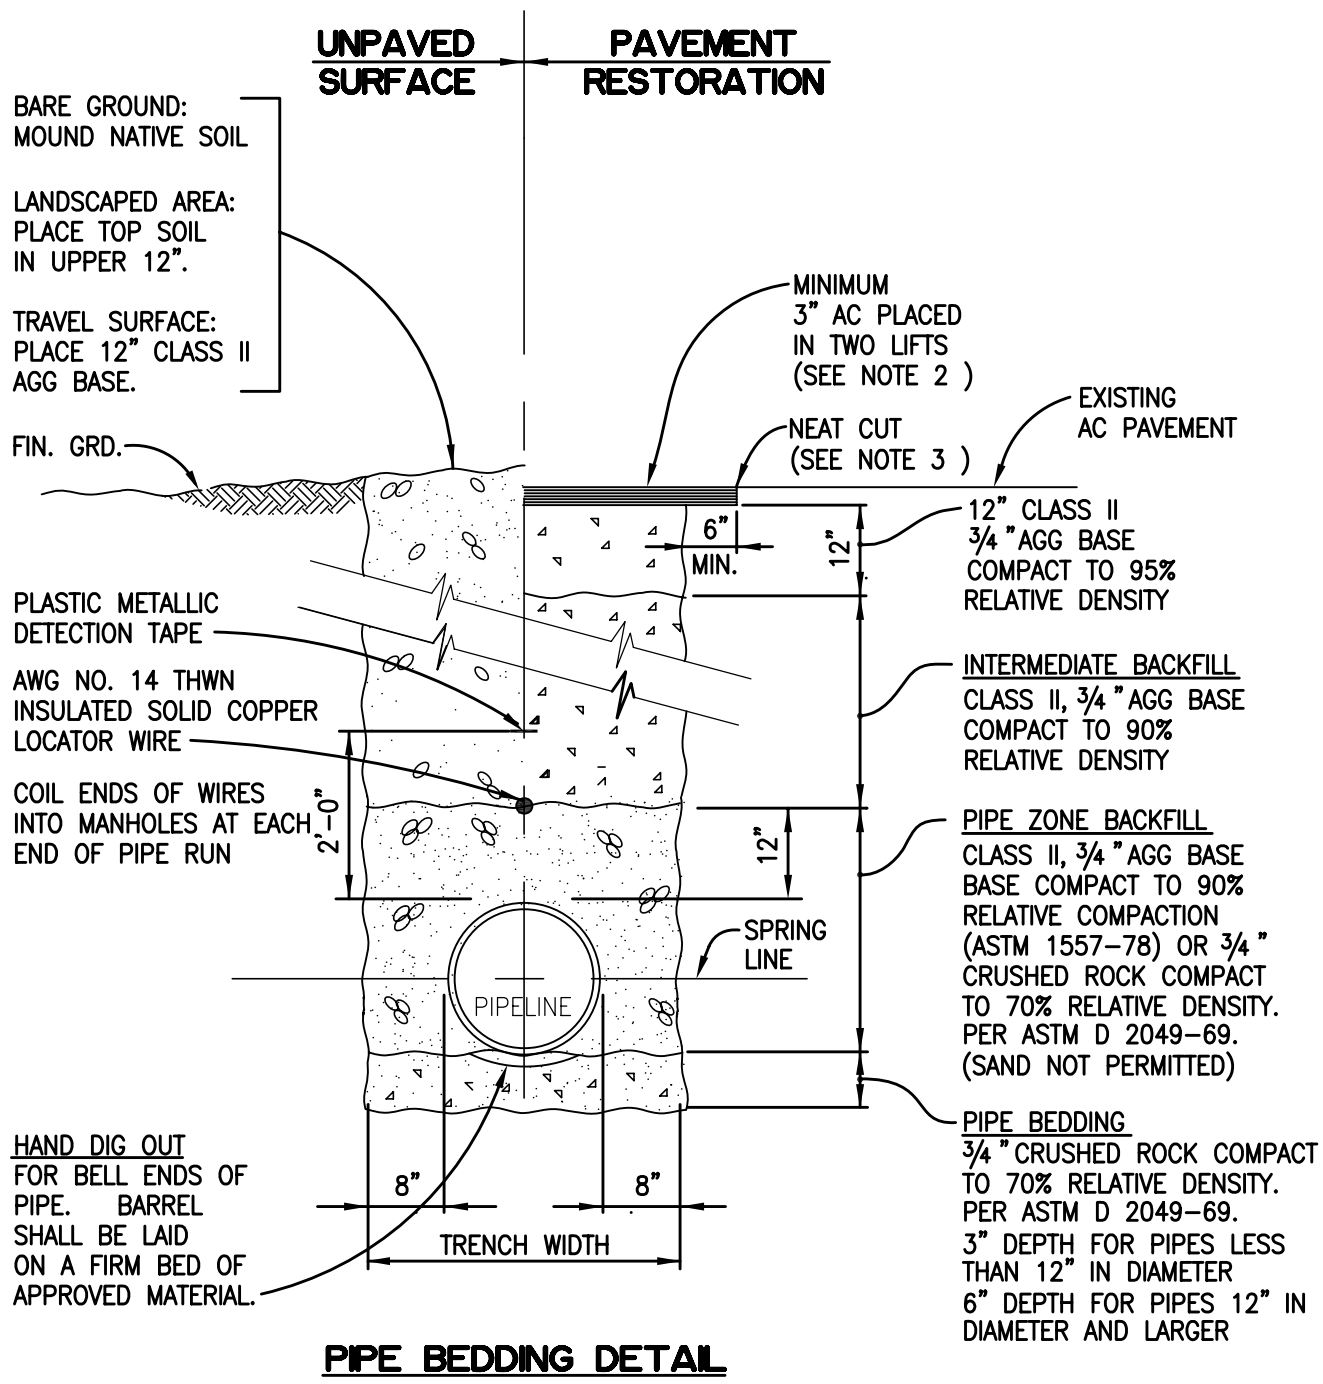 UNPAVED
SURFACE
PAVEMENT
RESTORATION
BARE GROUND:
MOUND NATIVE SOIL
LANDSCAPED AREA:
PLACE TOP SOIL
IN UPPER 12".
TRAVEL SURFACE:
PLACE 12" CLASS II
AGG BASE.
FIN. GRD.
MINIMUM
3" AC PLACED
IN TWO LIFTS
(SEE NOTE 2 )
NEAT CUT
(SEE NOTE 3 )
EXISTING
AC PAVEMENT
6"
MIN.
12"
12" CLASS II
3/4 " AGG BASE
COMPACT TO 95%
RELATIVE DENSITY
PLASTIC METALLIC
DETECTION TAPE
AWG NO. 14 THWN
INSULATED SOLID COPPER
LOCATOR WIRE
COIL ENDS OF WIRES
INTO MANHOLES AT EACH
END OF PIPE RUN
2'-0"
12"
INTERMEDIATE BACKFILL
CLASS II, 3/4 " AGG BASE
COMPACT TO 90%
RELATIVE DENSITY
PIPE ZONE BACKFILL
CLASS II, 3/4 " AGG BASE
BASE COMPACT TO 90%
RELATIVE COMPACTION
(ASTM 1557-78) OR 3/4 "
CRUSHED ROCK COMPACT
TO 70% RELATIVE DENSITY.
PER ASTM D 2049-69.
(SAND NOT PERMITTED)
SPRING
LINE
PIPELINE
PIPE BEDDING
3/4 " CRUSHED ROCK COMPACT
TO 70% RELATIVE DENSITY.
PER ASTM D 2049-69.
3" DEPTH FOR PIPES LESS
THAN 12" IN DIAMETER
6" DEPTH FOR PIPES 12" IN
DIAMETER AND LARGER
HAND DIG OUT
FOR BELL ENDS OF
PIPE. BARREL
SHALL BE LAID
ON A FIRM BED OF
APPROVED MATERIAL.
8"
8"
TRENCH WIDTH
PIPE BEDDING DETAIL